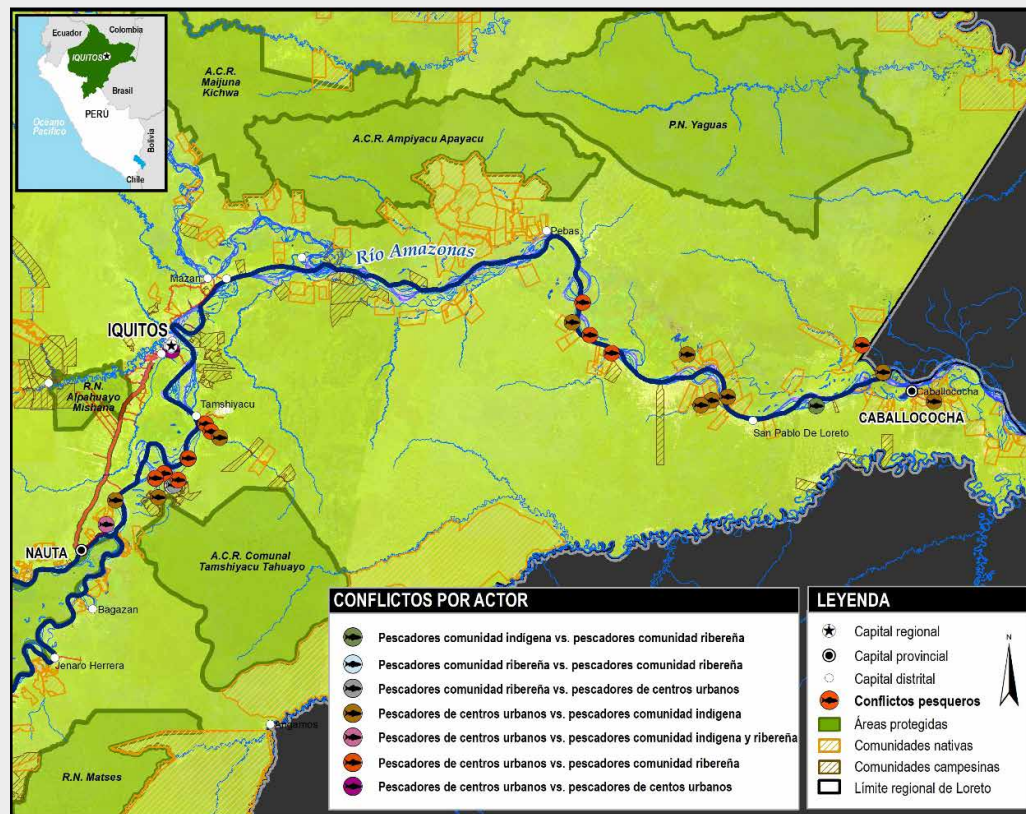 Ecuador
Colombia
IQUITOS
Brasil
PERÚ
Océano
Pacífico
Bolivia
Chile
A.C.R.
Maijuna
Kichwa
A.C.R. Ampiyacu Apayacu
P.N. Yaguas
Río Amazonas
Pebas
Mazan
IQUITOS
R.N.
Alpahuayo
Mishana
Tamshiyacu
San Pablo De Loreto
Caballococha
CABALLOCOCHA
NAUTA
A.C.R. Comunal
Tamshiyacu Tahuayo
Bagazan
Jenaro Herrera
Angamos
R.N. Matses
CONFLICTOS POR ACTOR
Pescadores comunidad indígena vs. pescadores comunidad ribereña
Pescadores comunidad ribereña vs. pescadores comunidad ribereña
Pescadores comunidad ribereña vs. pescadores de centros urbanos
Pescadores de centros urbanos vs. pescadores comunidad indígena
Pescadores de centros urbanos vs. pescadores comunidad indígena y ribereña
Pescadores de centros urbanos vs. pescadores comunidad ribereña
Pescadores de centros urbanos vs. pescadores de centos urbanos
LEYENDA
Capital regional
Capital provincial
Capital distrital
Conflictos pesqueros
Áreas protegidas
Comunidades nativas
Comunidades campesinas
Límite regional de Loreto
N